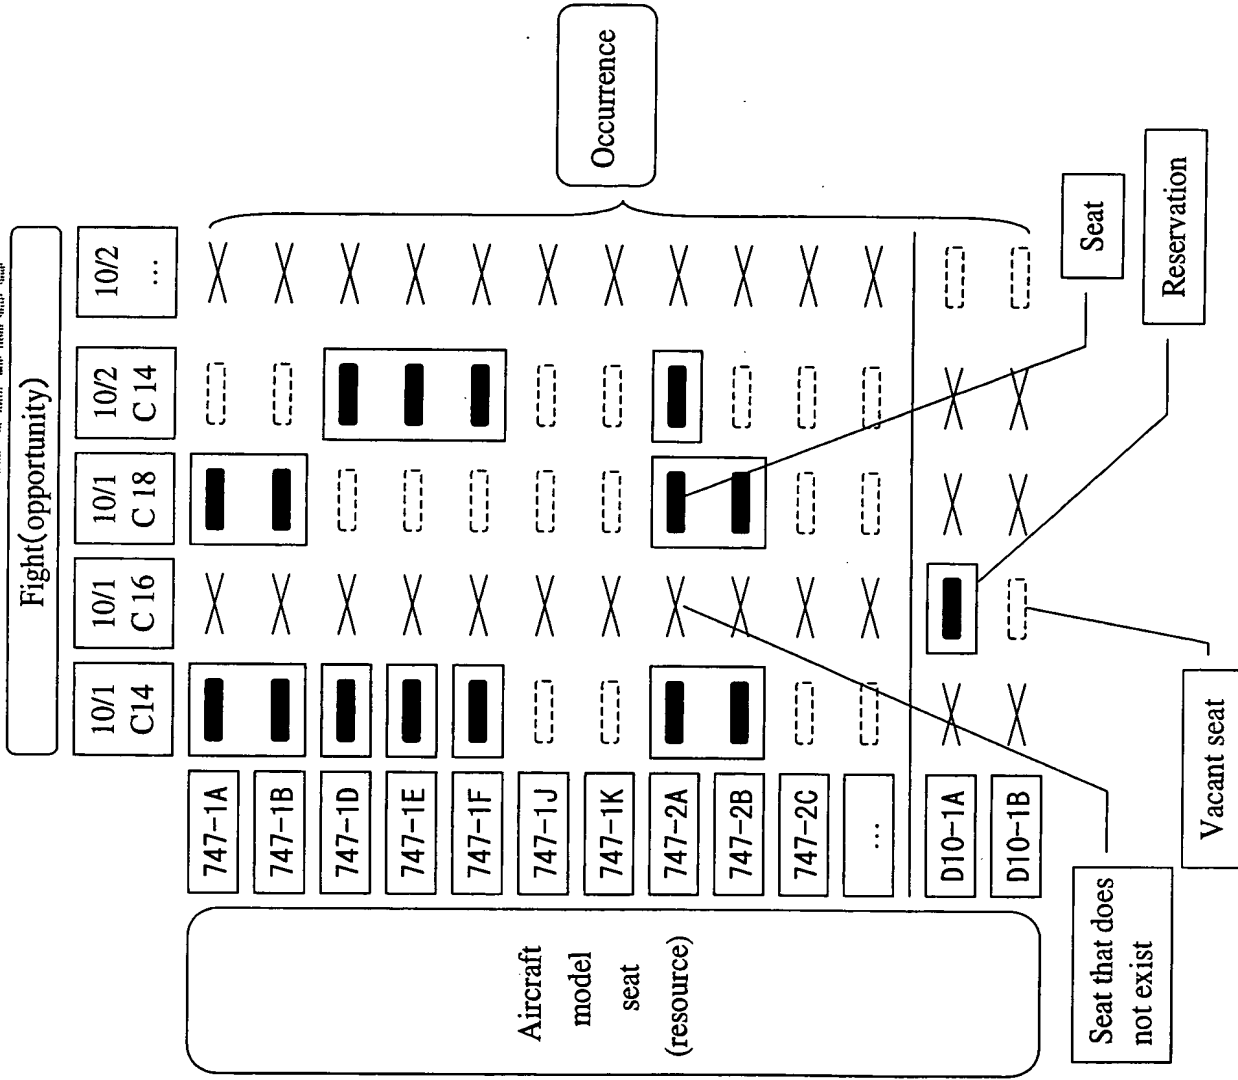 Fight(opportunity)
10/1
C14
10/1
C 16
10/1
C 18
10/2
C 14
10/2
...
Aircraft
model
seat
(resource)
747-1A
747-1B
747-1D
747-1E
747-1F
747-1J
747-1K
747-2A
747-2B
747-2C
...
D10-1A
D10-1B
Occurrence
Seat
Reservation
Vacant seat
Seat that does
not exist